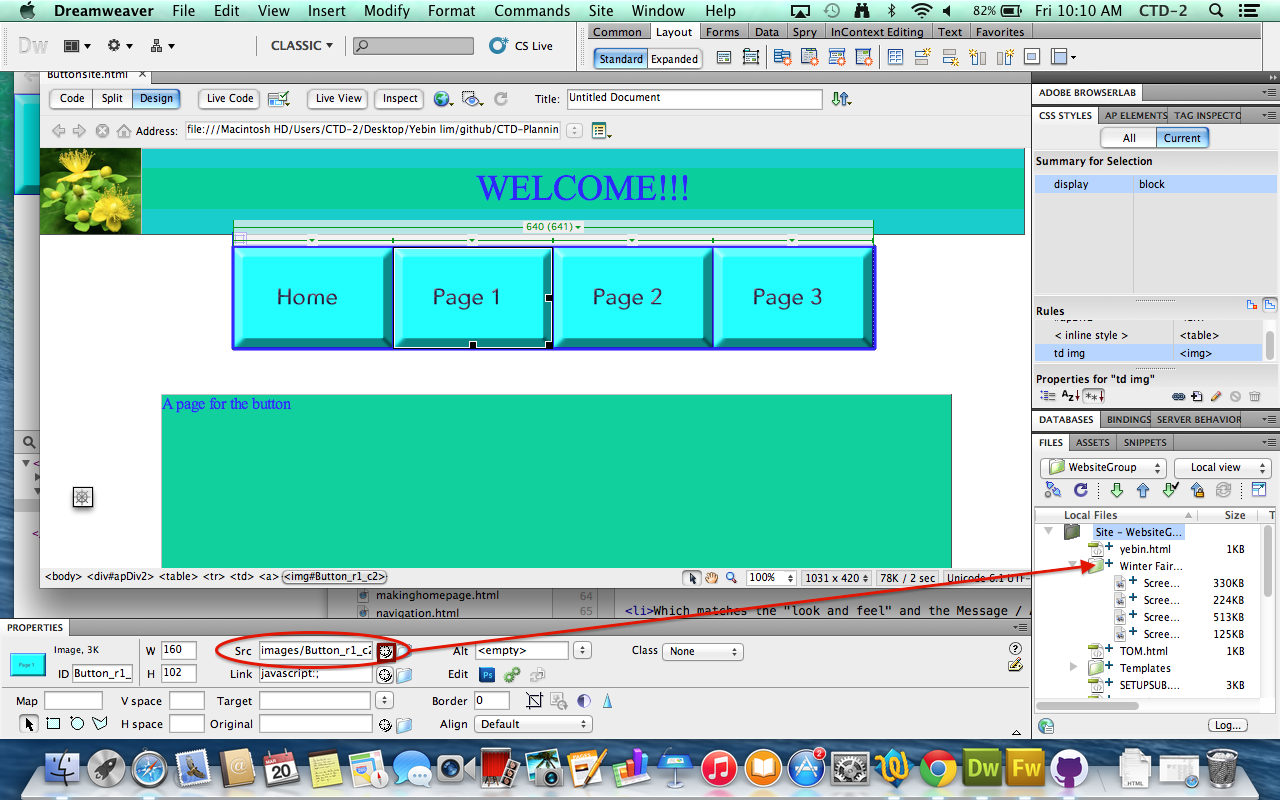 Dreamweaver File Edit View Insert Modify Format Commands Site Window Help 82% Fri 10:10 AM CTD-2
Dw CLASSIC CS Live
Common Layout Forms Data Spry InContext Editing Text Favorites
Standard Expanded
Buttonsite.html
Code Split Design Live Code Live View Inspect Title: Untitled Document
Address: file:///Macintosh HD/Users/CTD-2/Desktop/Yebin lim/github/CTD-Plannin
WELCOME!!!
640 (641)
Home Page 1 Page 2 Page 3
A page for the button
<body> <div#apDiv2> <table> <tr> <td> <a> <img#Button_r1_c2> 100% 1031 x 420 78K / 2 sec Unicode 6.1 UTF-
makinghomepage.html 64
navigation.html 65 <li>Which matches the "look and feel" and the Message / A
ADOBE BROWSERLAB
CSS STYLES AP ELEMENTS TAG INSPECTO
All Current
Summary for Selection
display block
Rules
< inline style > <table>
td img <img>
Properties for "td img"
DATABASES BINDINGS SERVER BEHAVIOR
FILES ASSETS SNIPPETS
WebsiteGroup Local view
Local Files Size T
Site - WebsiteG...
yebin.html 1KB
Winter Fair...
Scree... 330KB
Scree... 224KB
Scree... 513KB
Scree... 125KB
TOM.html 1KB
Templates
SETUPSUB.... 3KB
Log...
PROPERTIES
Image, 3K W 160 Src images/Button_r1_c2 Alt <empty> Class None
Page 1
ID Button_r1_ H 102 Link javascript:; Edit Ps
Map V space Target Border 0
H space Original Align Default
MAR 20 2 Dw Fw
HTML